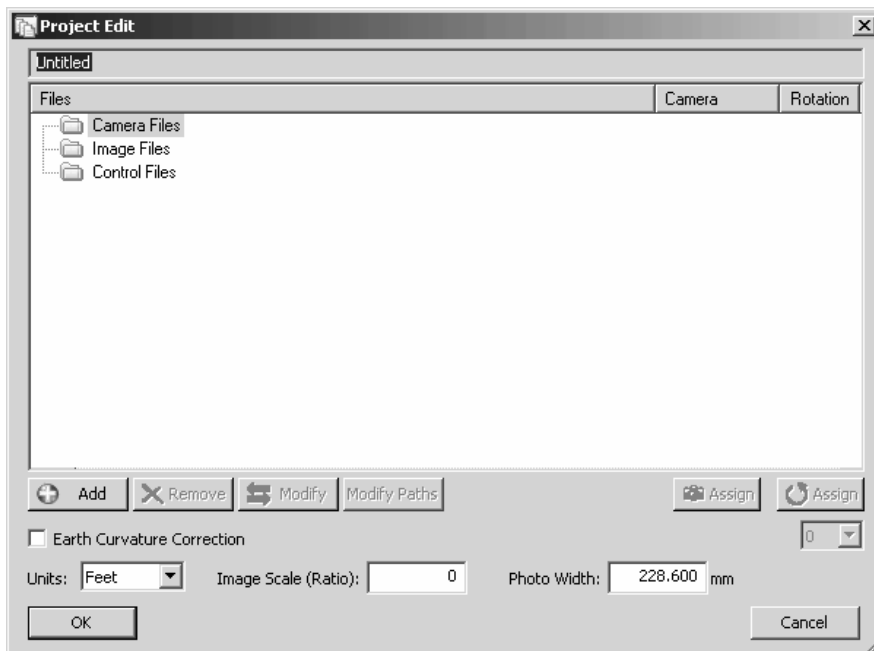 Project Edit
Untitled
Files Camera Rotation
Camera Files
Image Files
Control Files
Add Remove Modify Modify Paths Assign Assign
Earth Curvature Correction 0
Units: Feet Image Scale (Ratio): 0 Photo Width: 228.600 mm
OK Cancel